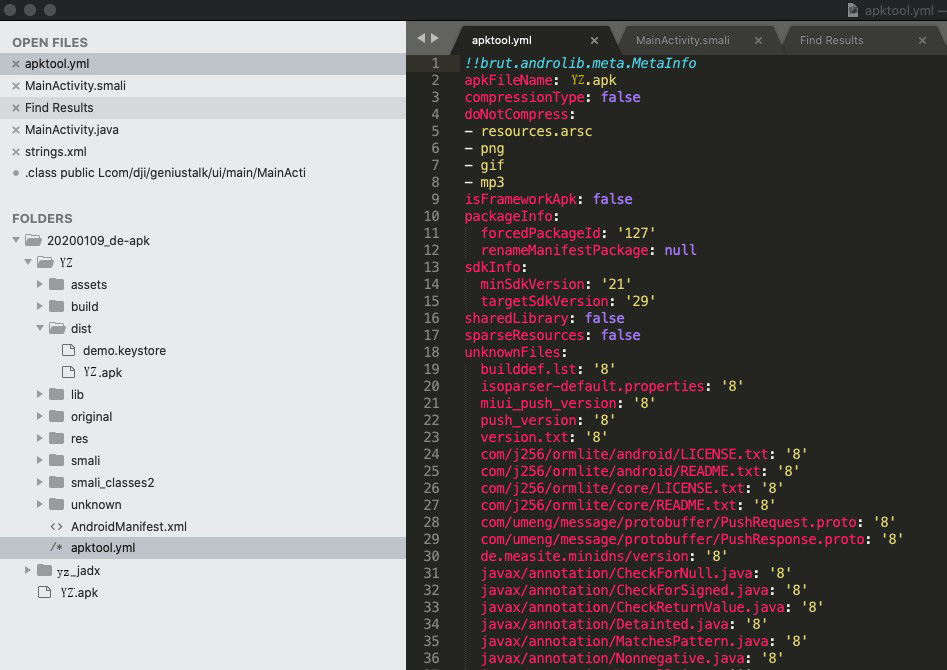 apktool.yml —
OPEN FILES
apktool.yml
MainActivity.smali
Find Results
MainActivity.java
strings.xml
.class public Lcom/dji/geniustalk/ui/main/MainActi
FOLDERS
20200109_de-apk
YZ
assets
build
dist
demo.keystore
YZ.apk
lib
original
res
smali
smali_classes2
unknown
<> AndroidManifest.xml
/* apktool.yml
yz_jadx
YZ.apk
apktool.yml
MainActivity.smali
Find Results
1 !!brut.androlib.meta.MetaInfo
2 apkFileName: YZ.apk
3 compressionType: false
4 doNotCompress:
5 - resources.arsc
6 - png
7 - gif
8 - mp3
9 isFrameworkApk: false
10 packageInfo:
11 forcedPackageId: '127'
12 renameManifestPackage: null
13 sdkInfo:
14 minSdkVersion: '21'
15 targetSdkVersion: '29'
16 sharedLibrary: false
17 sparseResources: false
18 unknownFiles:
19 builddef.lst: '8'
20 isoparser-default.properties: '8'
21 miui_push_version: '8'
22 push_version: '8'
23 version.txt: '8'
24 com/j256/ormlite/android/LICENSE.txt: '8'
25 com/j256/ormlite/android/README.txt: '8'
26 com/j256/ormlite/core/LICENSE.txt: '8'
27 com/j256/ormlite/core/README.txt: '8'
28 com/umeng/message/protobuffer/PushRequest.proto: '8'
29 com/umeng/message/protobuffer/PushResponse.proto: '8'
30 de.measite.minidns/version: '8'
31 javax/annotation/CheckForNull.java: '8'
32 javax/annotation/CheckForSigned.java: '8'
33 javax/annotation/CheckReturnValue.java: '8'
34 javax/annotation/Detainted.java: '8'
35 javax/annotation/MatchesPattern.java: '8'
36 javax/annotation/Nonnegative.java: '8'